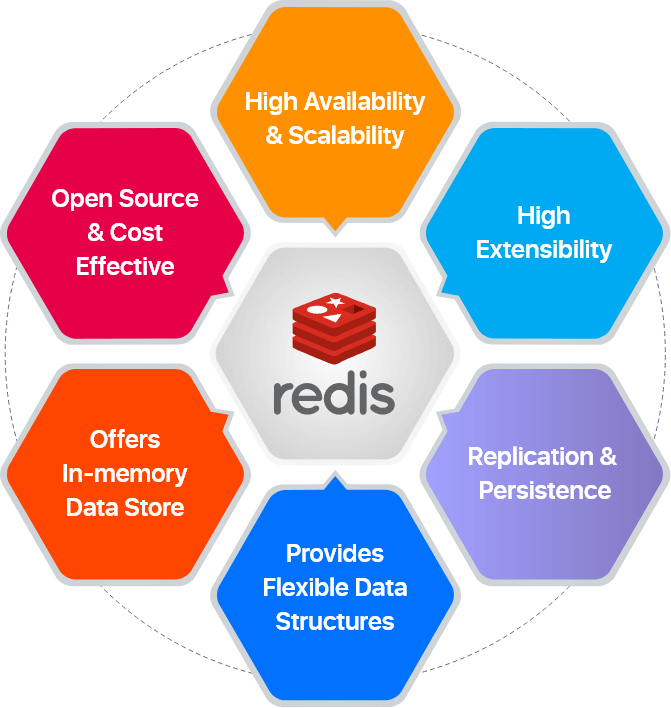 High Availability
& Scalability
Open Source
& Cost
Effective
High
Extensibility
redis
Offers
In-memory
Data Store
Replication &
Persistence
Provides
Flexible Data
Structures